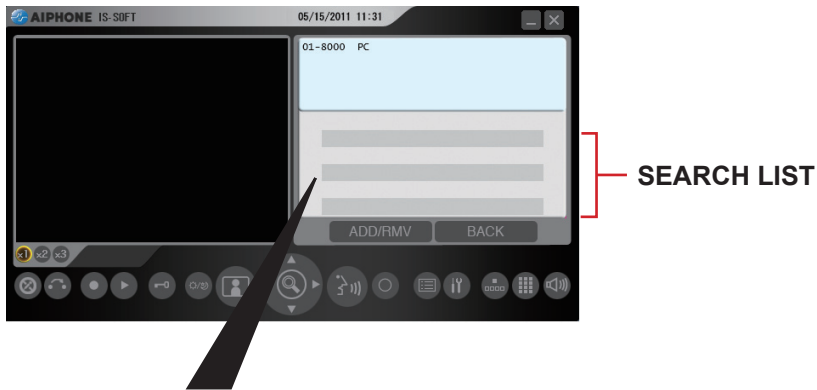 AIPHONE IS-SOFT
05/15/2011 11:31
01-8000 PC
SEARCH LIST
ADD/RMV
BACK
x1 x2 x3